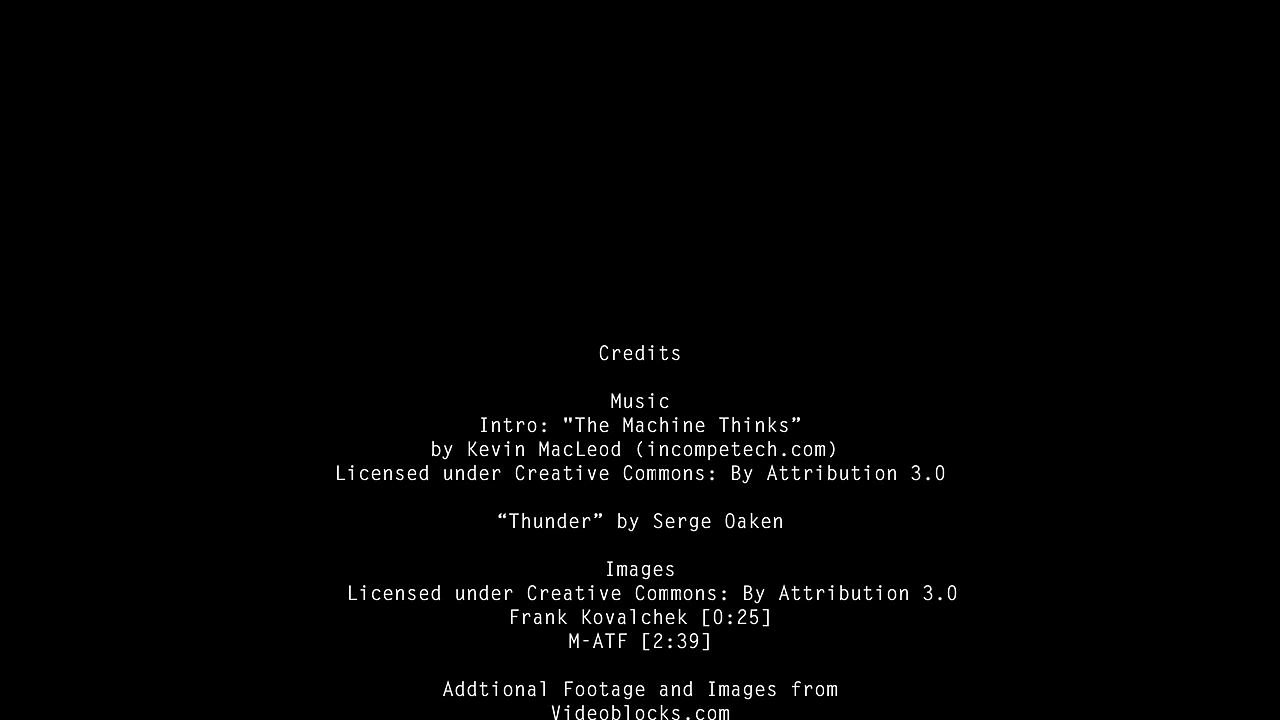 Credits
Music
Intro: "The Machine Thinks”
by Kevin MacLeod (incompetech.com)
Licensed under Creative Commons: By Attribution 3.0
“Thunder” by Serge Oaken
Images
Licensed under Creative Commons: By Attribution 3.0
Frank Kovalchek [0:25]
M-ATF [2:39]
Addtional Footage and Images from
Videoblocks.com